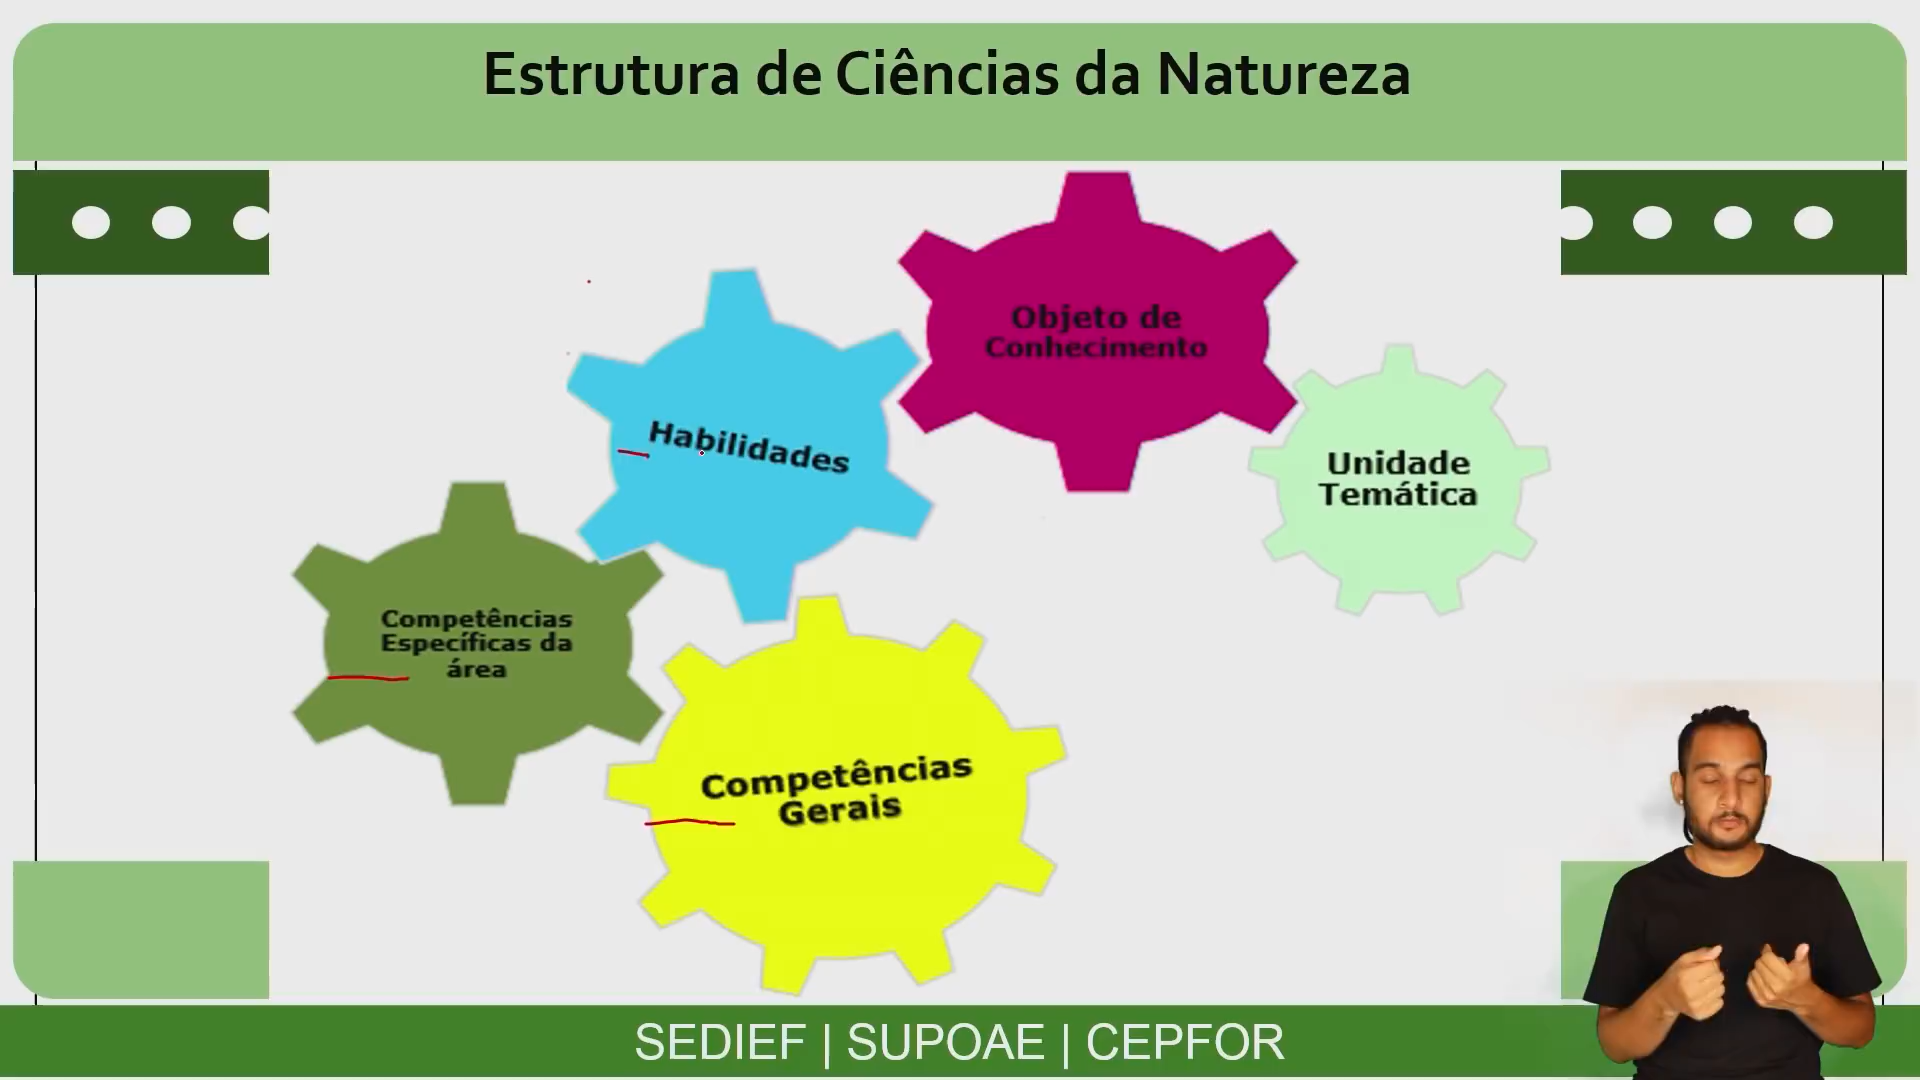 Estrutura de Ciências da Natureza
Objeto de
Conhecimento
Habilidades
Unidade
Temática
Competências
Específicas da
área
Competências
Gerais
SEDIEF | SUPOAE | CEPFOR